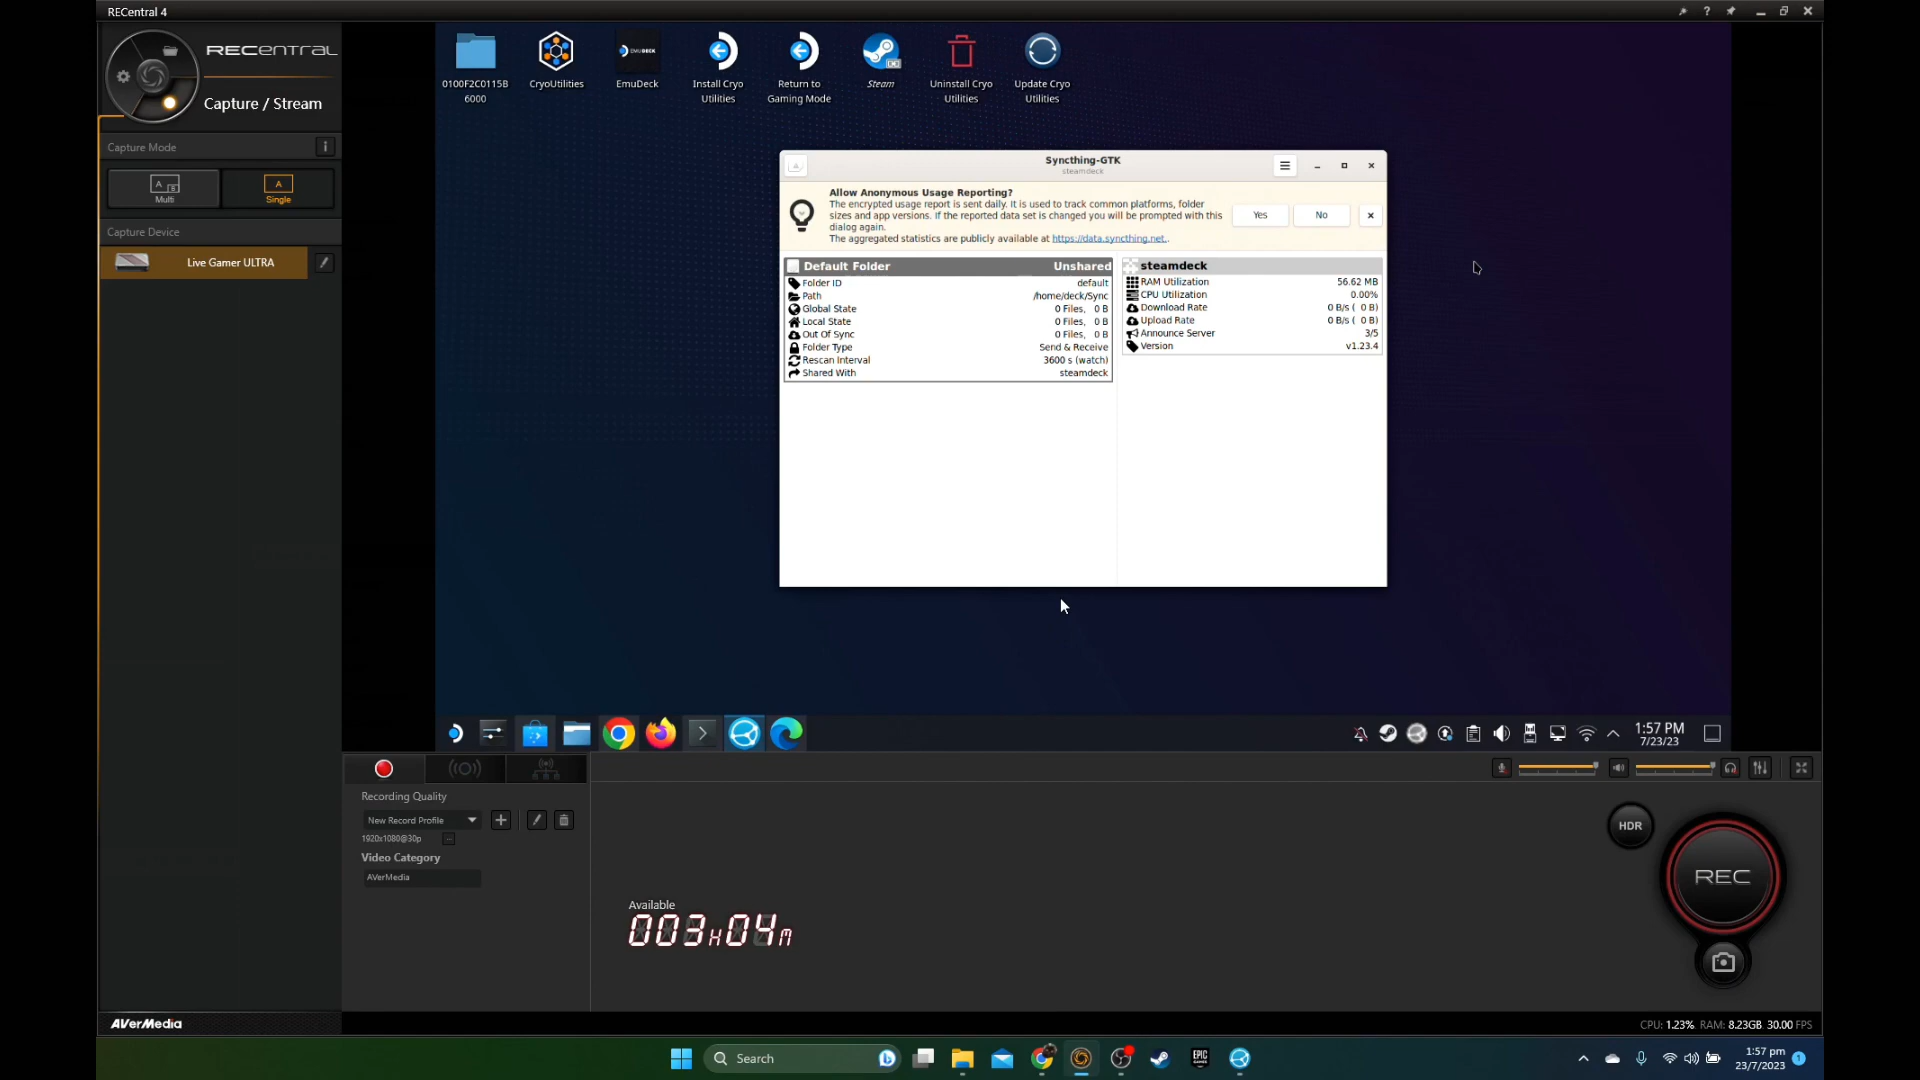 RECentral 4
RECENTRAL
Capture / Stream
Capture Mode
i
A B
Multi
A
Single
Capture Device
Live Gamer ULTRA
0100F2C0115B
6000
CryoUtilities
EMUDECK
EmuDeck
Install Cryo
Utilities
Return to
Gaming Mode
Steam
Uninstall Cryo
Utilities
Update Cryo
Utilities
Syncthing-GTK
steamdeck
Allow Anonymous Usage Reporting?
The encrypted usage report is sent daily. It is used to track common platforms, folder
sizes and app versions. If the reported data set is changed you will be prompted with this
dialog again.
The aggregated statistics are publicly available at https://data.syncthing.net..
Yes
No
Default Folder Unshared
Folder ID default
Path /home/deck/Sync
Global State 0 Files, 0 B
Local State 0 Files, 0 B
Out Of Sync 0 Files, 0 B
Folder Type Send & Receive
Rescan Interval 3600 s (watch)
Shared With steamdeck
steamdeck
RAM Utilization 56.62 MB
CPU Utilization 0.00%
Download Rate 0 B/s ( 0 B)
Upload Rate 0 B/s ( 0 B)
Announce Server 3/5
Version v1.23.4
1:57 PM
7/23/23
Recording Quality
New Record Profile
1920x1080@30p
Video Category
AVerMedia
Available
003H04M
HDR
REC
AVerMedia
CPU: 1.23% RAM: 8.23GB 30.00 FPS
Search
EPIC
GAMES
1:57 pm
23/7/2023
1